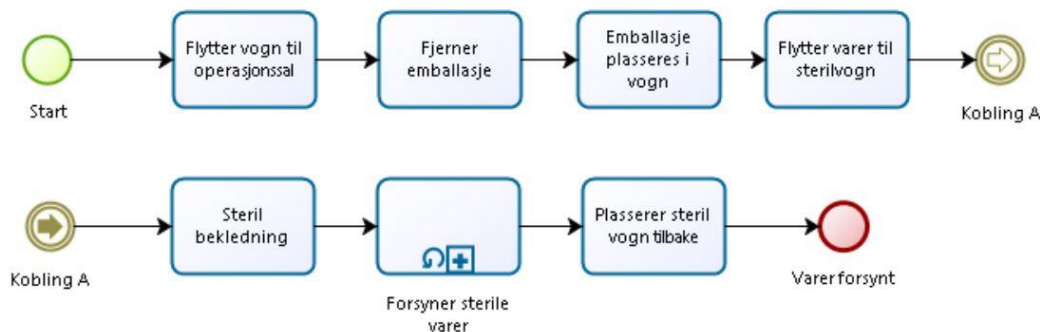 Flytter vogn til
operasjonssal
Fjerner
emballasje
Emballasje
plasseres i
vogn
Flytter varer til
sterilvogn
Start
Kobling A
Steril
bekledning
Plasserer steril
vogn tilbake
Kobling A
Forsyner sterile
varer
Varer forsynt